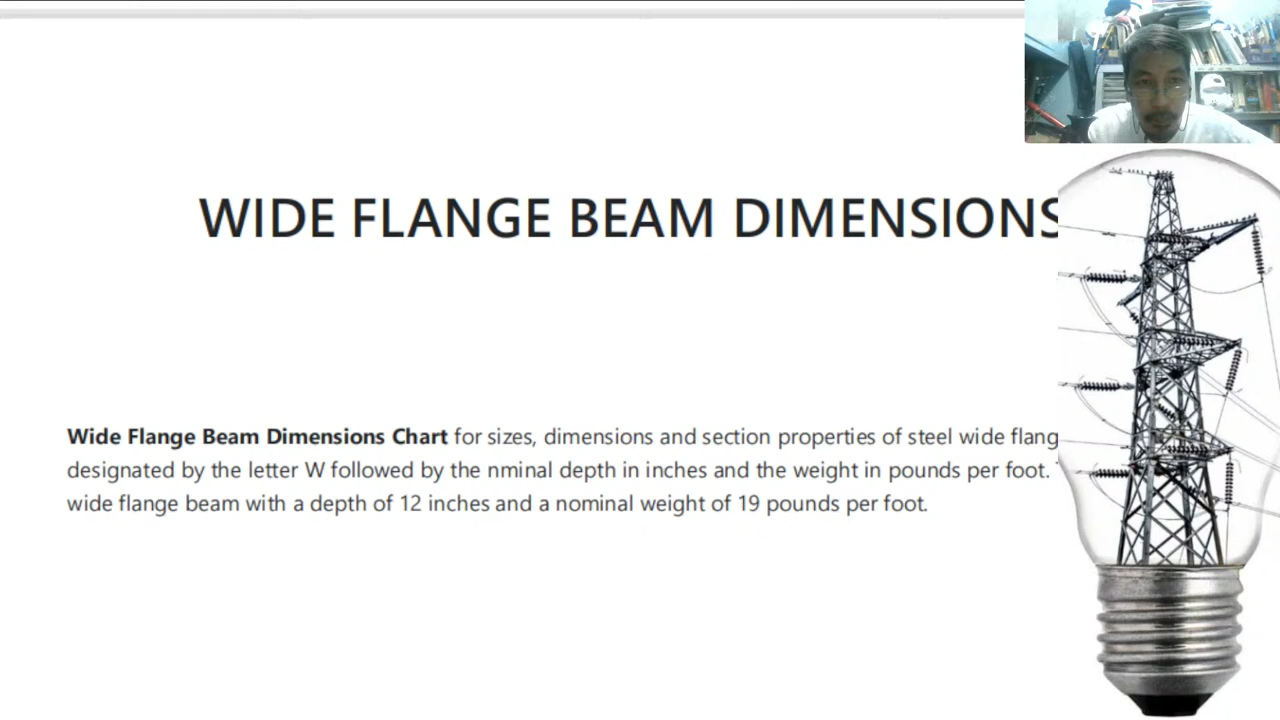 WIDE FLANGE BEAM DIMENSIONS
Wide Flange Beam Dimensions Chart for sizes, dimensions and section properties of steel wide flang
designated by the letter W followed by the nminal depth in inches and the weight in pounds per foot.
wide flange beam with a depth of 12 inches and a nominal weight of 19 pounds per foot.